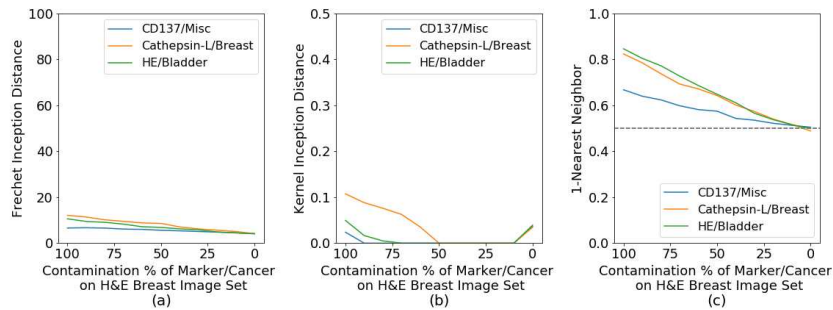 100
80
60
40
20
0
Frechet Inception Distance
CD137/Misc
Cathepsin-L/Breast
HE/Bladder
100 75 50 25 0
Contamination % of Marker/Cancer
on H&E Breast Image Set
(a)
0.5
0.4
0.3
0.2
0.1
0.0
Kernel Inception Distance
CD137/Misc
Cathepsin-L/Breast
HE/Bladder
100 75 50 25 0
Contamination % of Marker/Cancer
on H&E Breast Image Set
(b)
1.0
0.8
0.6
0.4
0.2
0.0
1-Nearest Neighbor
CD137/Misc
Cathepsin-L/Breast
HE/Bladder
100 75 50 25 0
Contamination % of Marker/Cancer
on H&E Breast Image Set
(c)